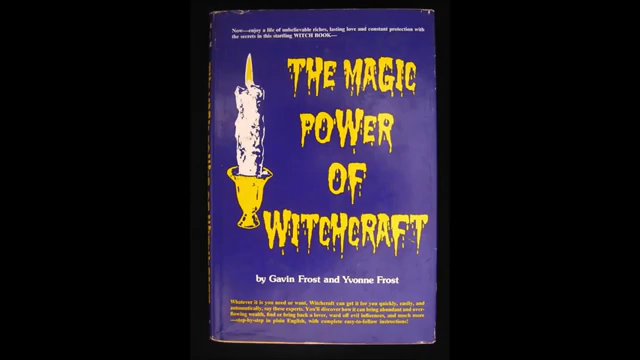 Now—enjoy a life of unbelievable riches, lasting love and constant protection with
the secrets in this startling WITCH BOOK—
THE MAGIC
POWER
OF
WITCHCRAFT
by Gavin Frost and Yvonne Frost
Whatever it is you need or want, Witchcraft can get it for you quickly, easily, and
automatically, say these experts. You'll discover how it can bring abundant and ever-
flowing wealth, find or bring back a lover, ward off evil influences, and much more
—step-by-step in plain English, with complete easy-to-follow instructions!